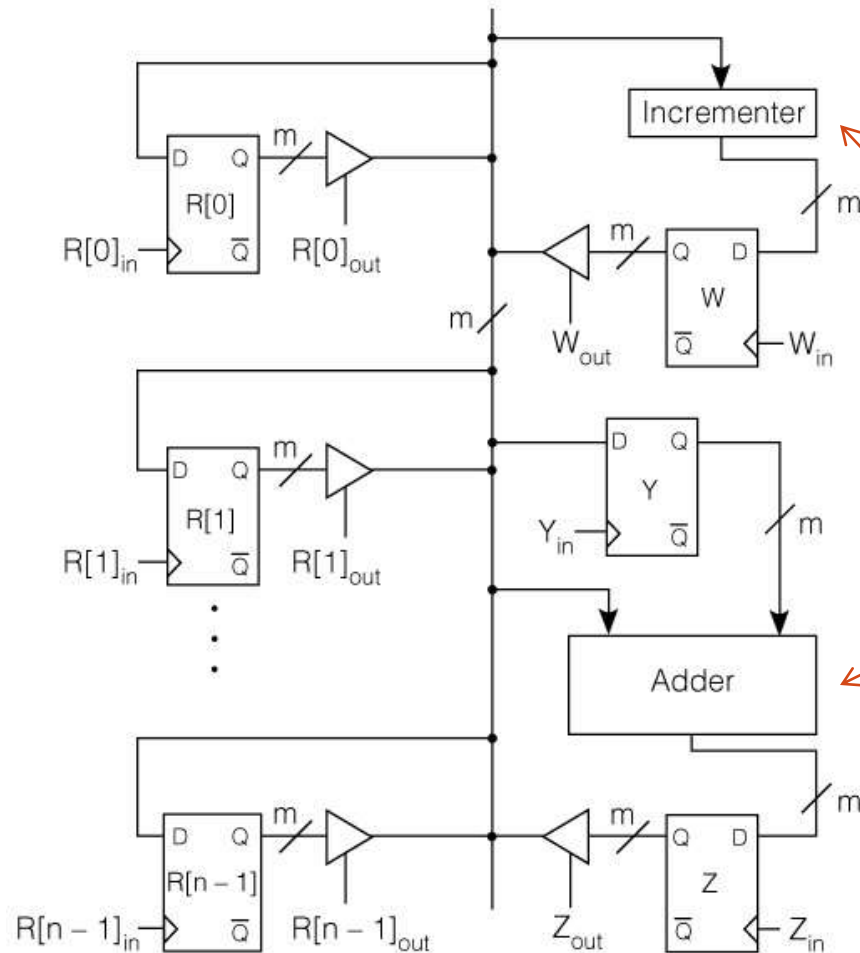 Incrementer
m
D Q
R[0]
Q̅
R[0]in
R[0]out
m
m
Q D
W
Q̅
Wout
Win
m
m
D Q
R[1]
Q̅
R[1]in
R[1]out
D Q
Y
Q̅
Yin
m
Adder
m
D Q
R[n – 1]
Q̅
R[n – 1]in
R[n – 1]out
m
m
Q D
Z
Q̅
Zout
Zin